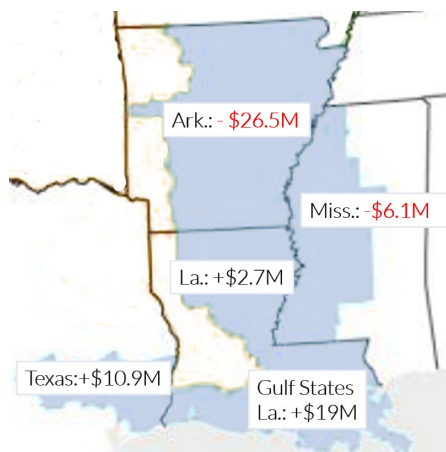 Ark.: - $26.5M
Miss.: -$6.1M
La.: +$2.7M
Texas:+$10.9M
Gulf States
La.: +$19M